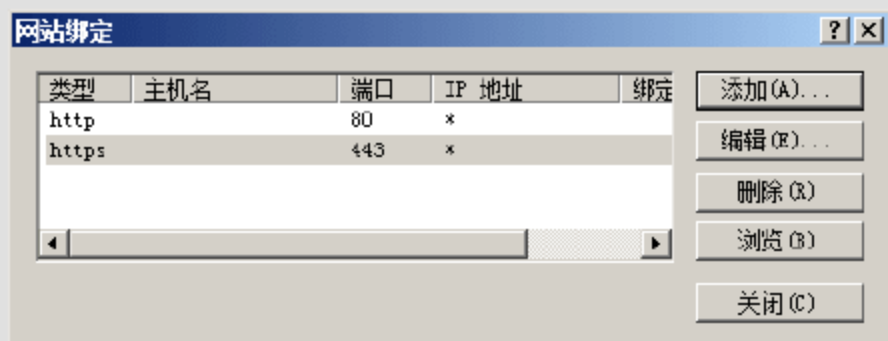 网站绑定
类型 主机名 端口 IP 地址 绑定
http 80 *
https 443 *
添加(A)...
编辑(E)...
删除(R)
浏览(B)
关闭(C)